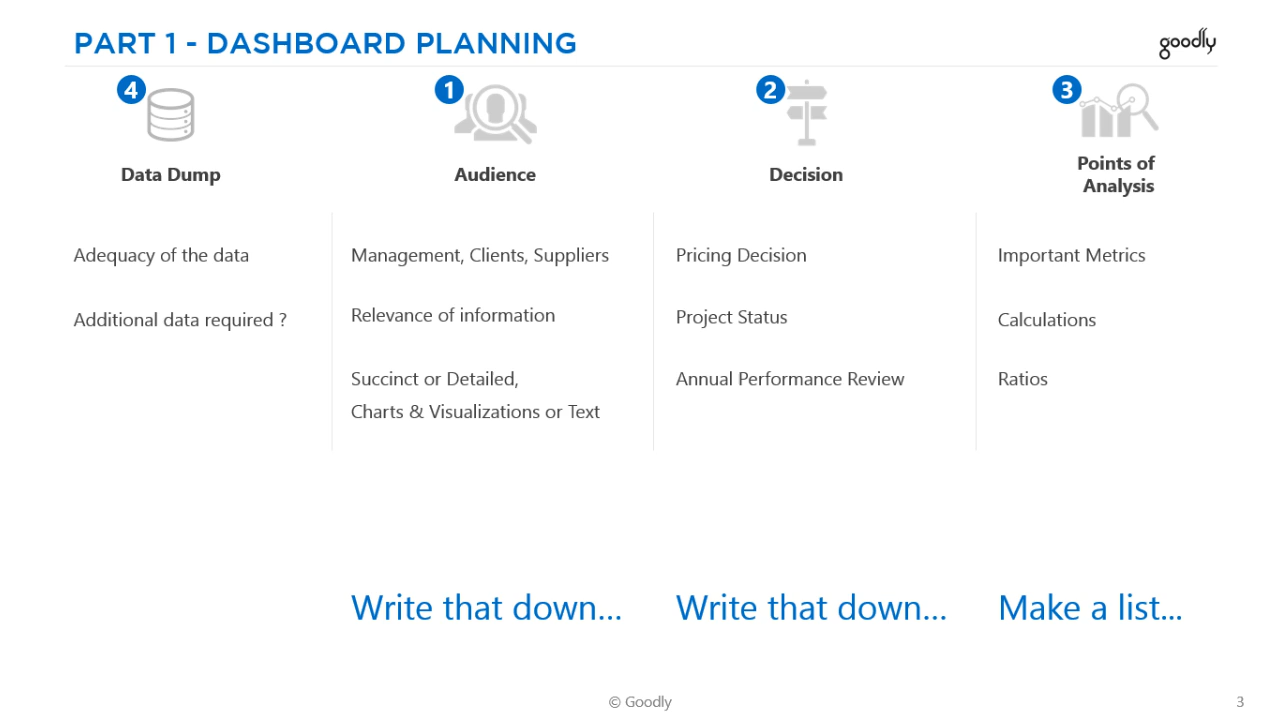 PART 1 - DASHBOARD PLANNING
goodly
4
Data Dump
Adequacy of the data
Additional data required ?
1
Audience
Management, Clients, Suppliers
Relevance of information
Succinct or Detailed,
Charts & Visualizations or Text
Write that down...
2
Decision
Pricing Decision
Project Status
Annual Performance Review
Write that down...
3
Points of
Analysis
Important Metrics
Calculations
Ratios
Make a list...
© Goodly
3